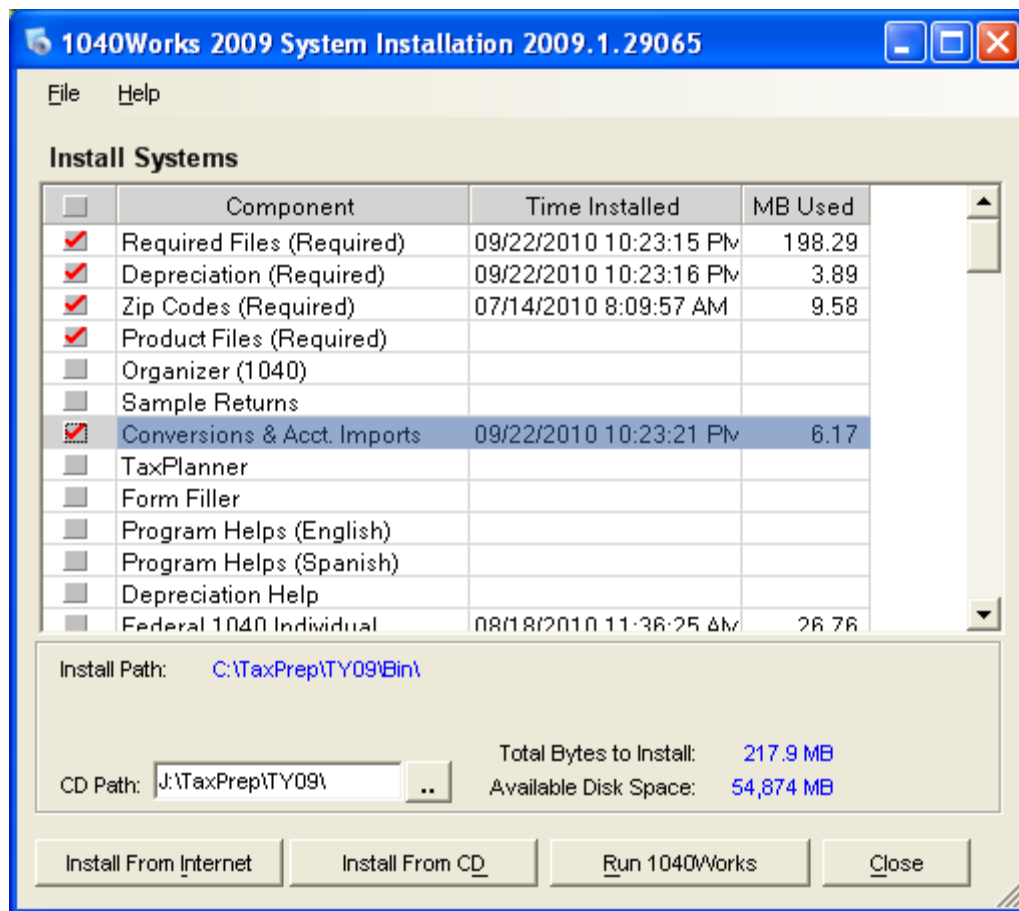 1040Works 2009 System Installation 2009.1.29065
File Help
Install Systems
Component Time Installed MB Used
Required Files (Required) 09/22/2010 10:23:15 PM 198.29
Depreciation (Required) 09/22/2010 10:23:16 PM 3.89
Zip Codes (Required) 07/14/2010 8:09:57 AM 9.58
Product Files (Required)
Organizer (1040)
Sample Returns
Conversions & Acct. Imports 09/22/2010 10:23:21 PM 6.17
TaxPlanner
Form Filler
Program Helps (English)
Program Helps (Spanish)
Depreciation Help
Federal 1040 Individual 08/18/2010 11:36:25 AM 26.76
Install Path: C:\TaxPrep\TY09\Bin\
Total Bytes to Install: 217.9 MB
CD Path: J:\TaxPrep\TY09\ .. Available Disk Space: 54,874 MB
Install From Internet Install From CD Run 1040Works Close